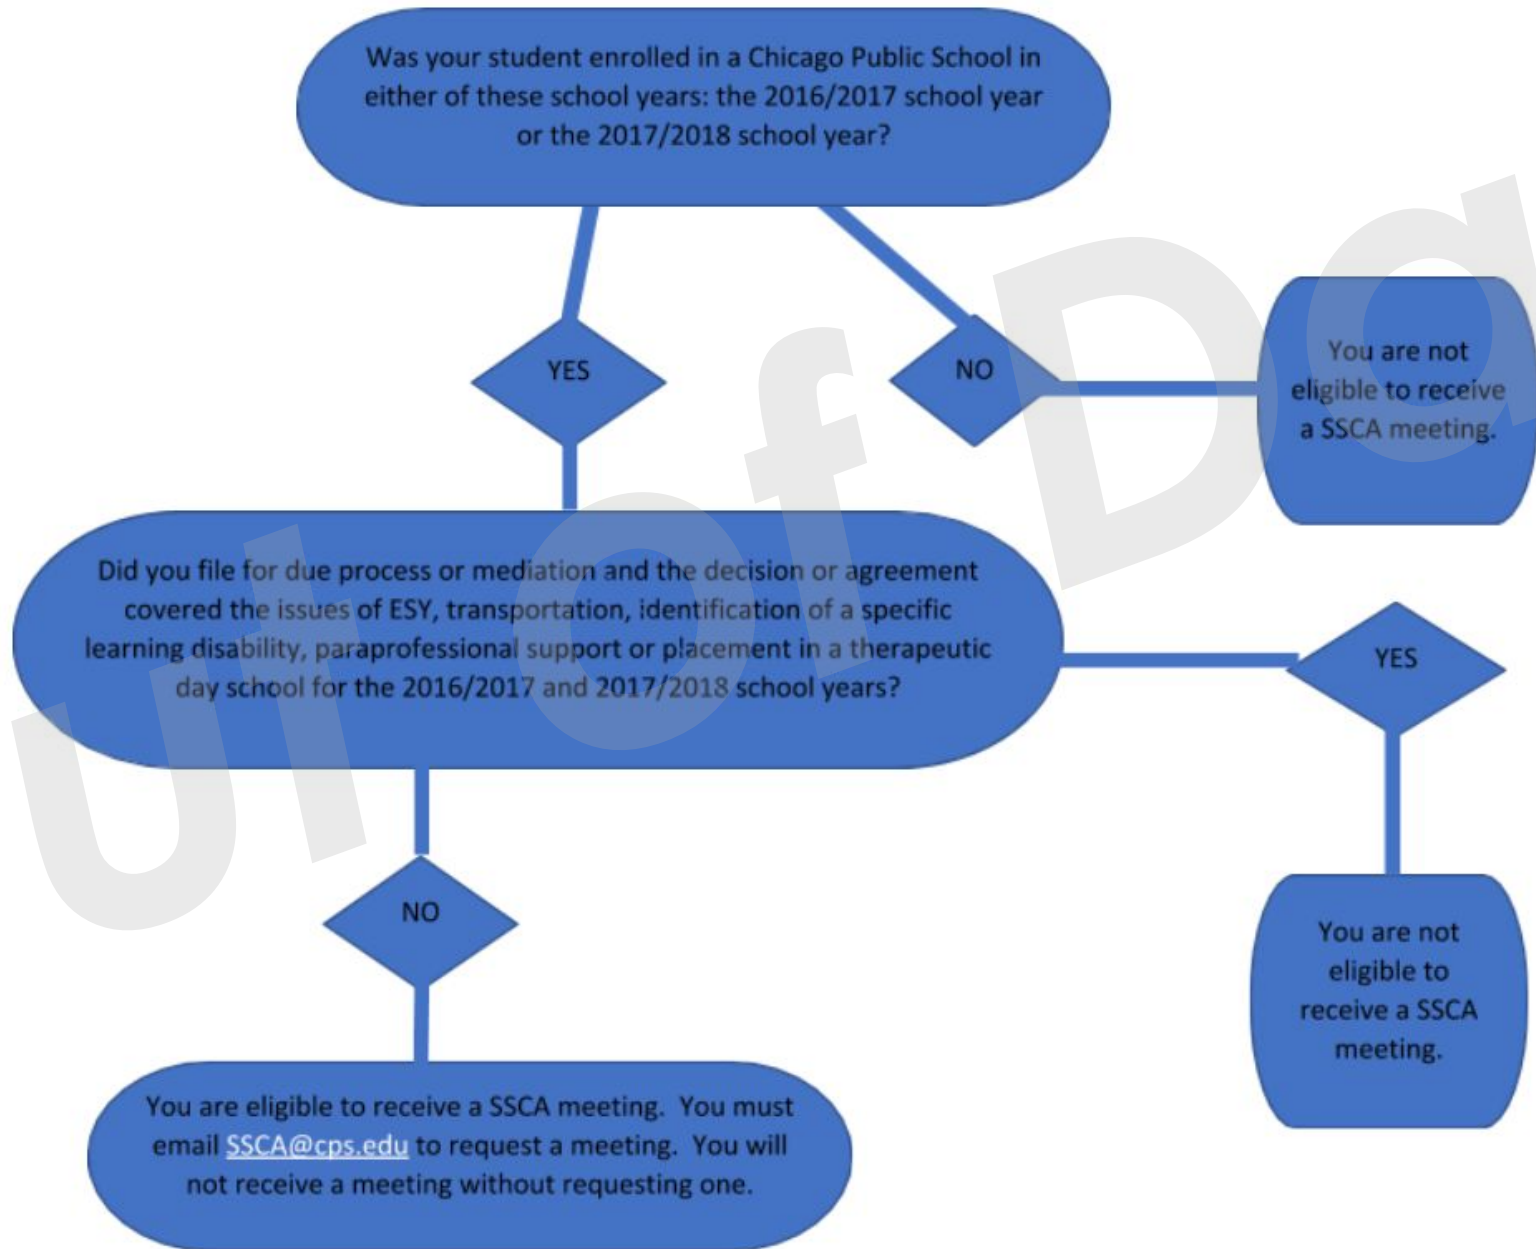 Was your student enrolled in a Chicago Public School in
either of these school years: the 2016/2017 school year
or the 2017/2018 school year?
YES
NO
You are not
eligible to receive
a SSCA meeting.
Did you file for due process or mediation and the decision or agreement
covered the issues of ESY, transportation, identification of a specific
learning disability, paraprofessional support or placement in a therapeutic
day school for the 2016/2017 and 2017/2018 school years?
YES
NO
You are not
eligible to
receive a SSCA
meeting.
You are eligible to receive a SSCA meeting.  You must
email SSCA@cps.edu to request a meeting.  You will
not receive a meeting without requesting one.
of